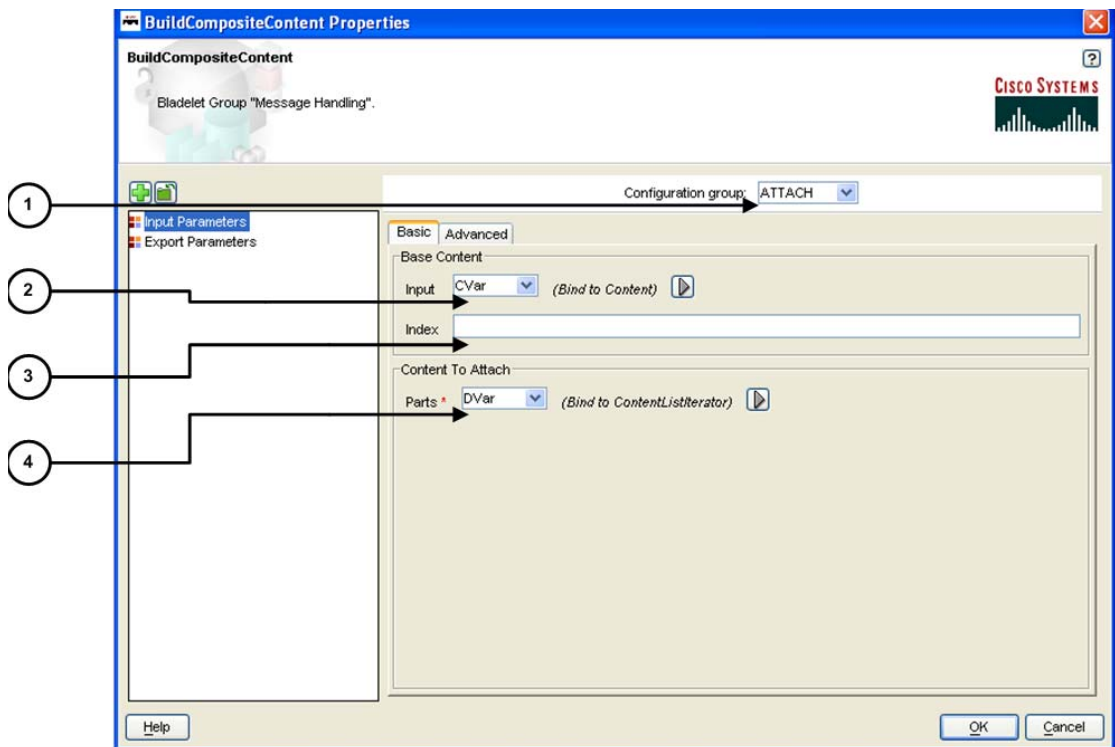 BuildCompositeContent Properties
BuildCompositeContent
?
Bladelet Group "Message Handling".
CISCO SYSTEMS
1
Configuration group: ATTACH
Input Parameters
Export Parameters
Basic Advanced
Base Content
2
Input CVar (Bind to Content)
Index
3
Content To Attach
Parts * DVar (Bind to ContentListIterator)
4
Help OK Cancel